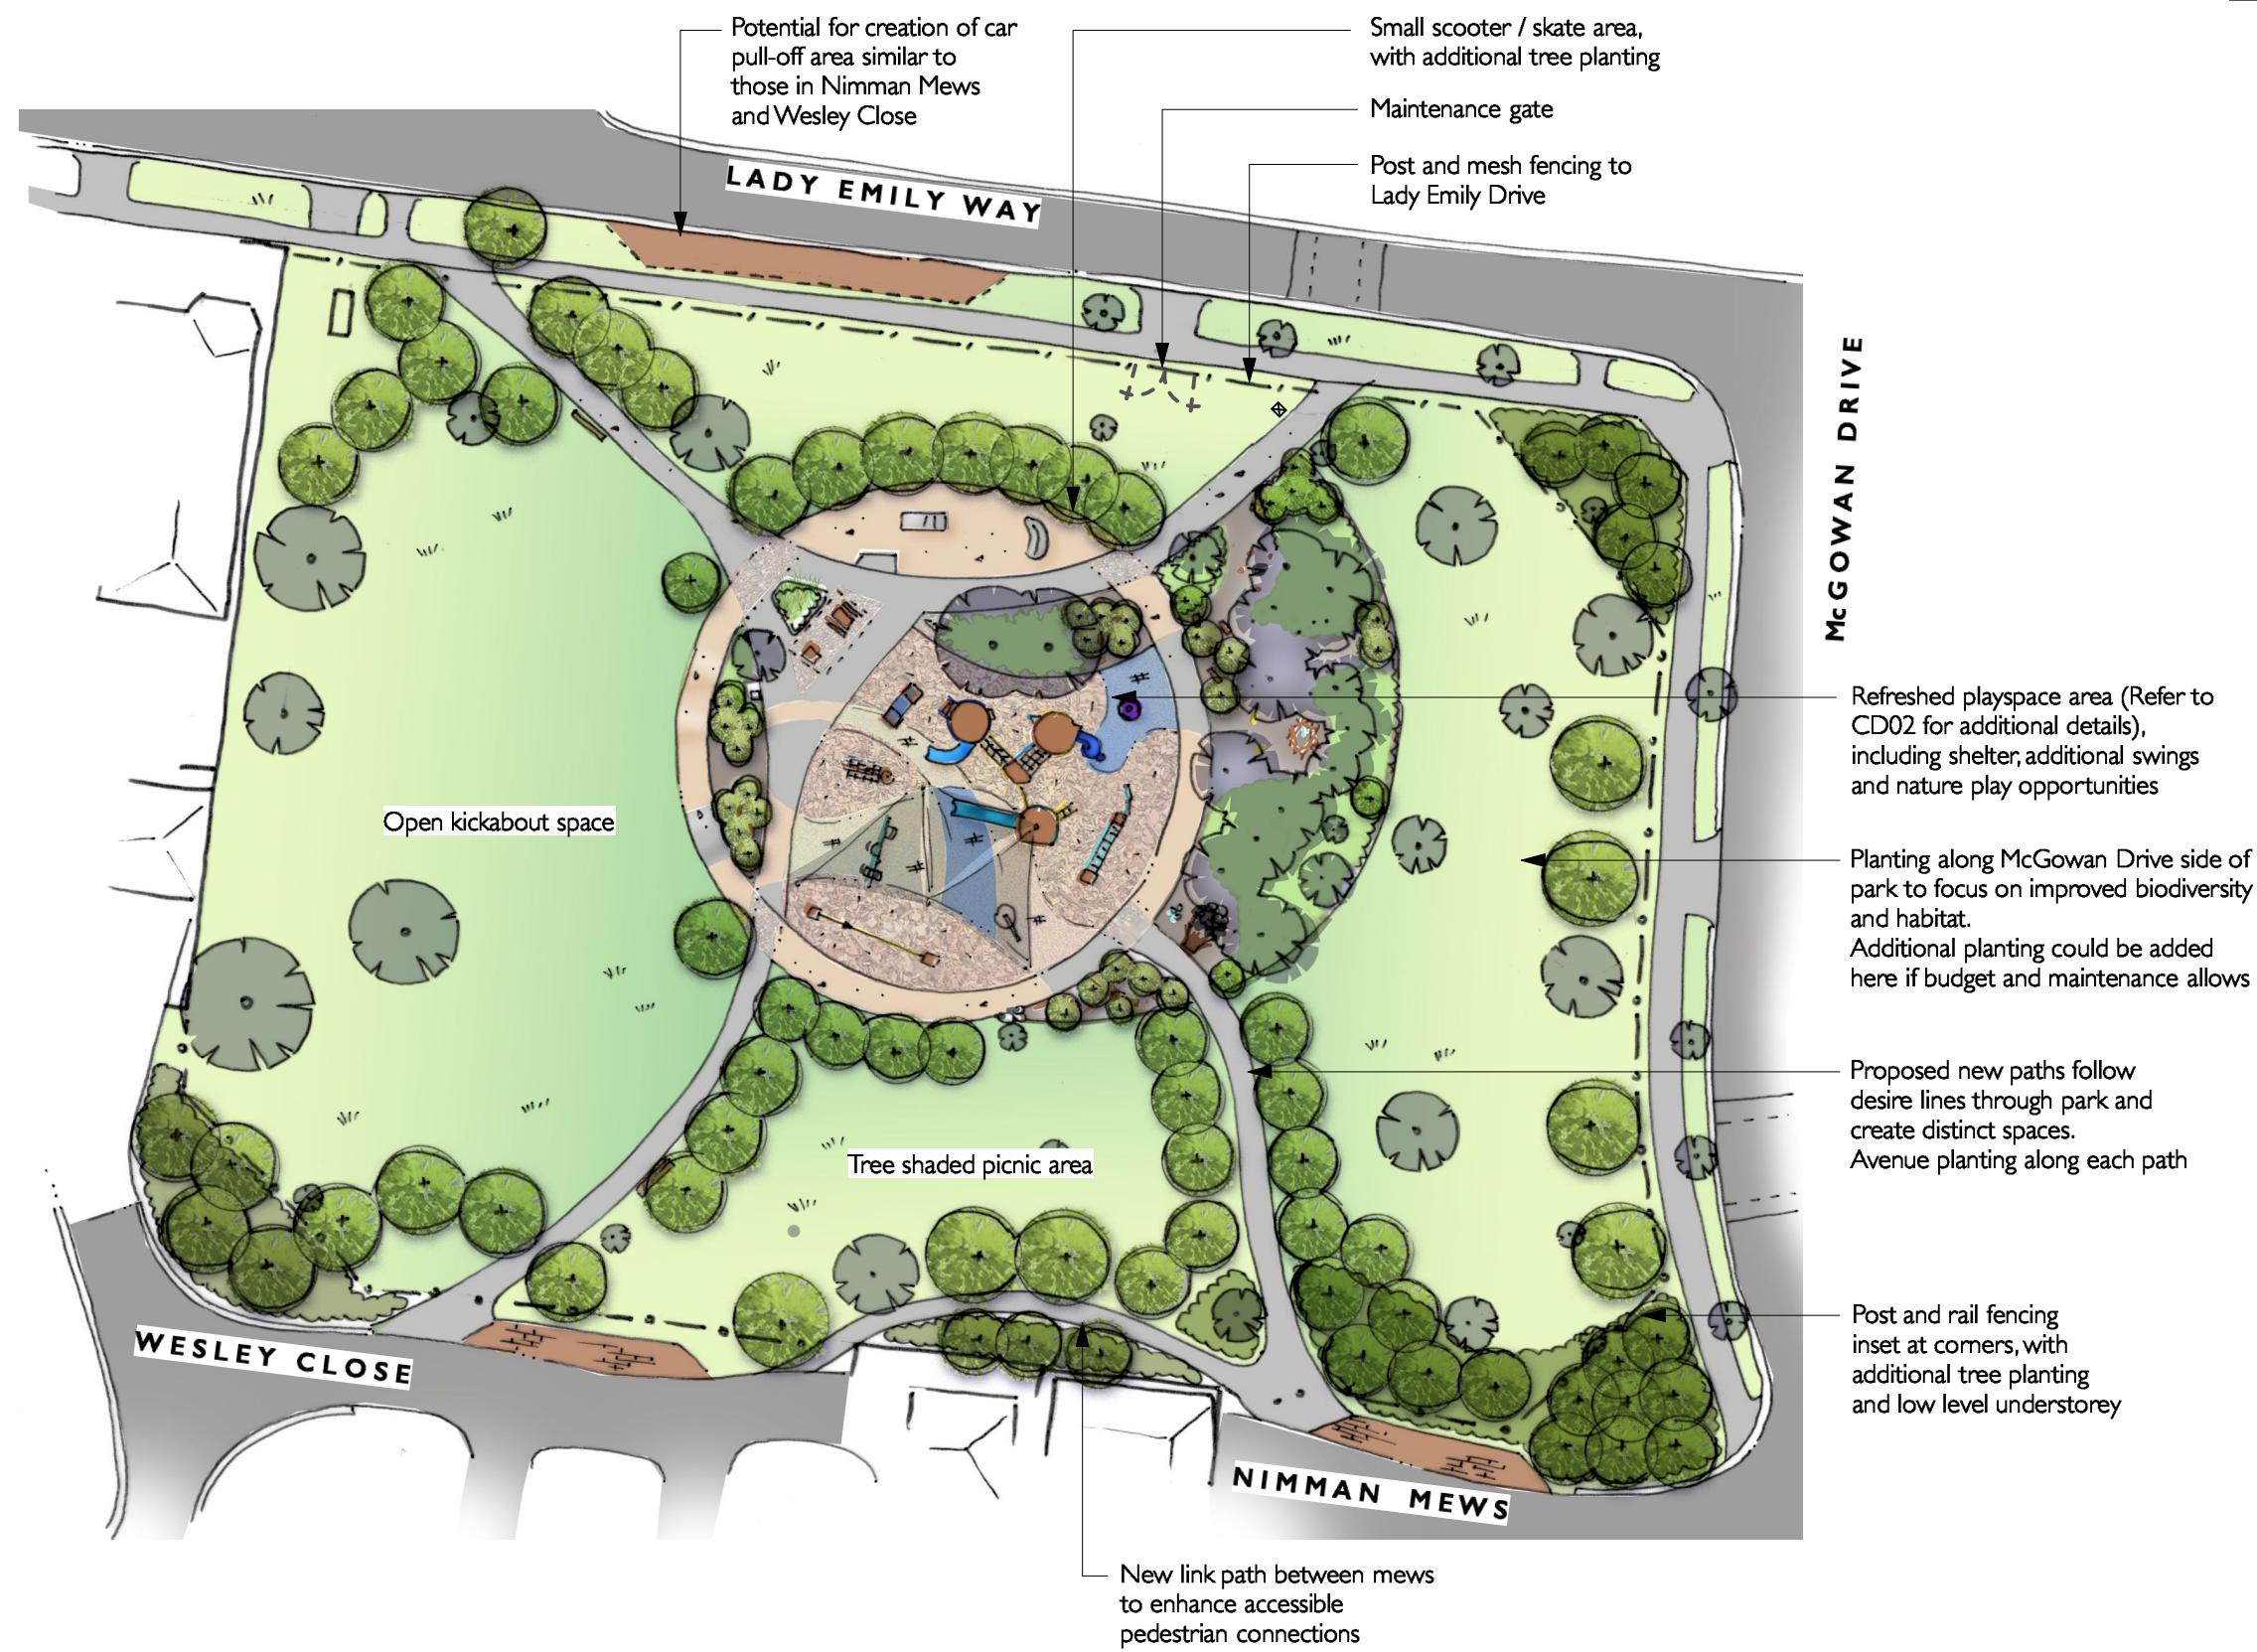 Potential for creation of car
pull-off area similar to
those in Nimman Mews
and Wesley Close
Small scooter / skate area,
with additional tree planting
Maintenance gate
Post and mesh fencing to
Lady Emily Drive
LADY EMILY WAY
McGOWAN DRIVE
Refreshed playspace area (Refer to
CD02 for additional details),
including shelter, additional swings
and nature play opportunities
Open kickabout space
Planting along McGowan Drive side of
park to focus on improved biodiversity
and habitat.
Additional planting could be added
here if budget and maintenance allows
Proposed new paths follow
desire lines through park and
create distinct spaces.
Avenue planting along each path
Tree shaded picnic area
Post and rail fencing
inset at corners, with
additional tree planting
and low level understorey
WESLEY CLOSE
NIMMAN MEWS
New link path between mews
to enhance accessible
pedestrian connections